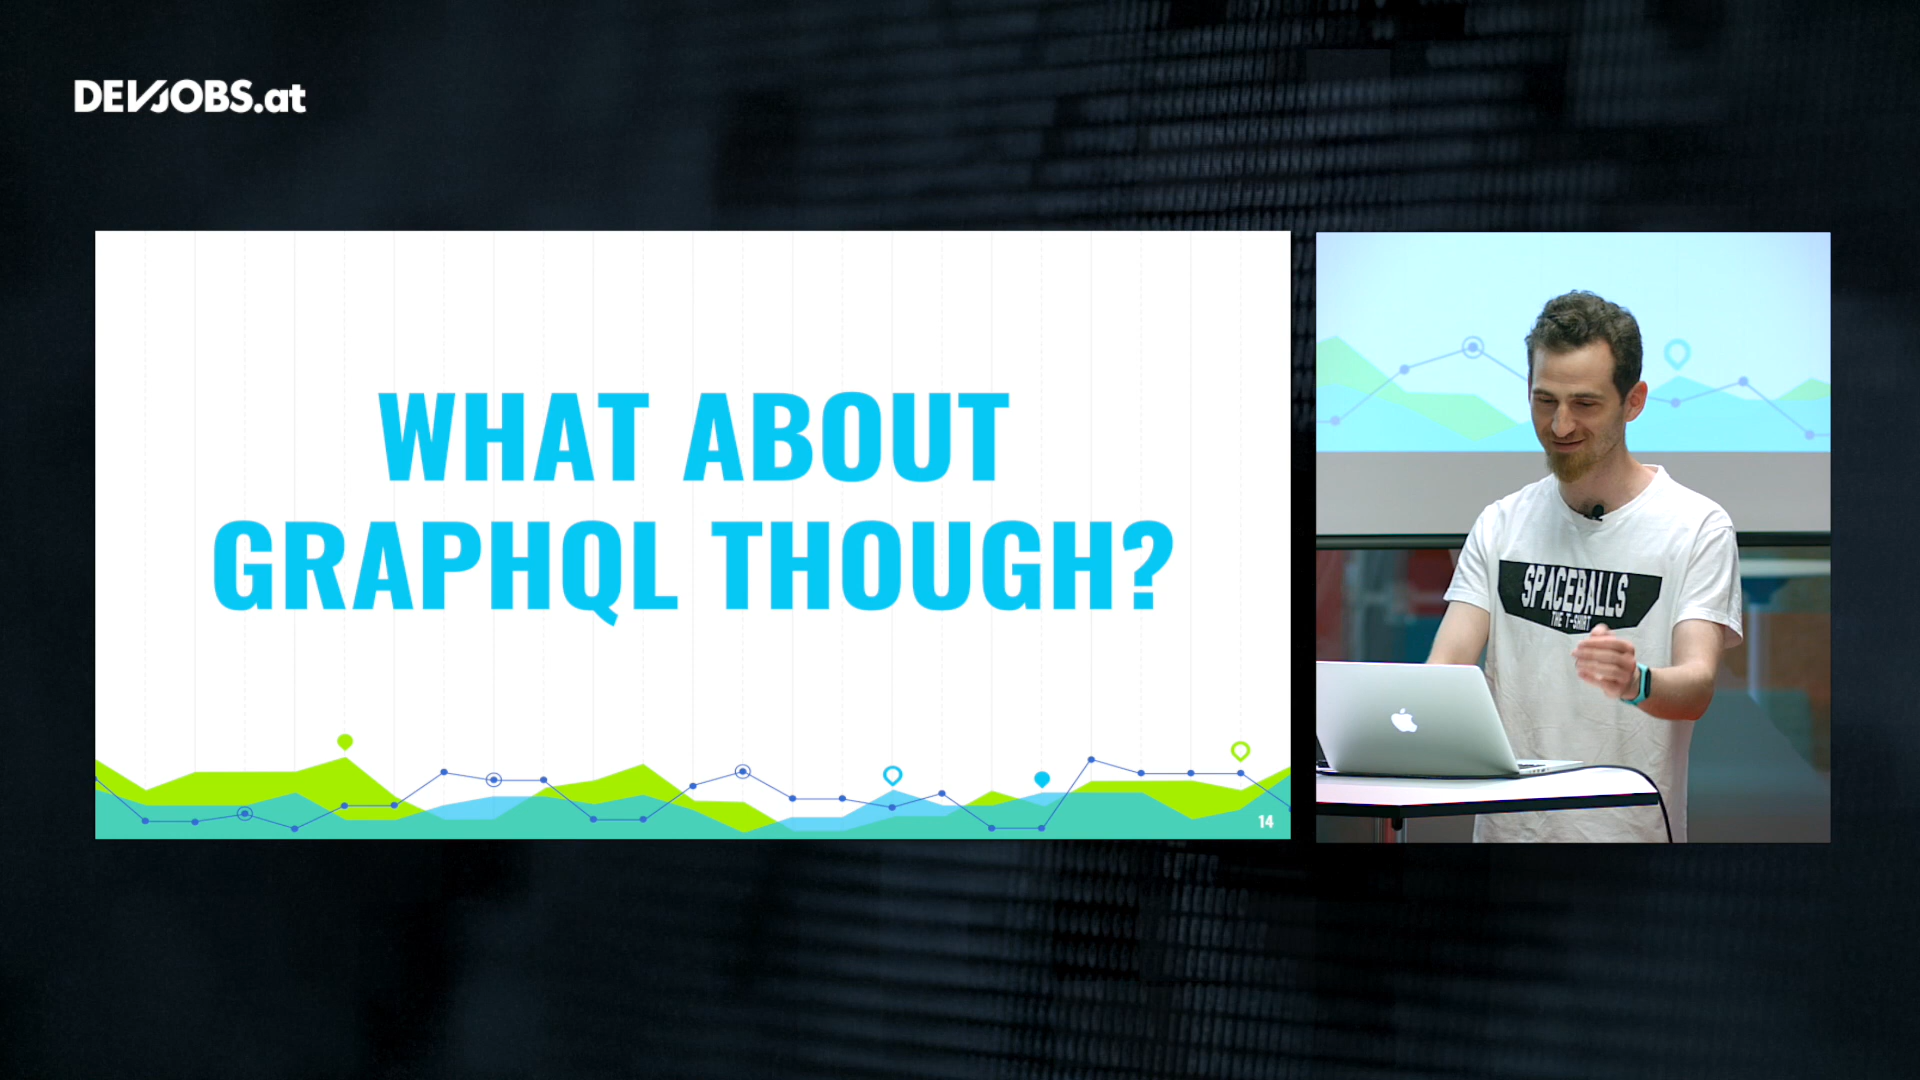 DEVJOBS.at
WHAT ABOUT
GRAPHQL THOUGH?
14
SPACEBALLS
THE T-SHIRT